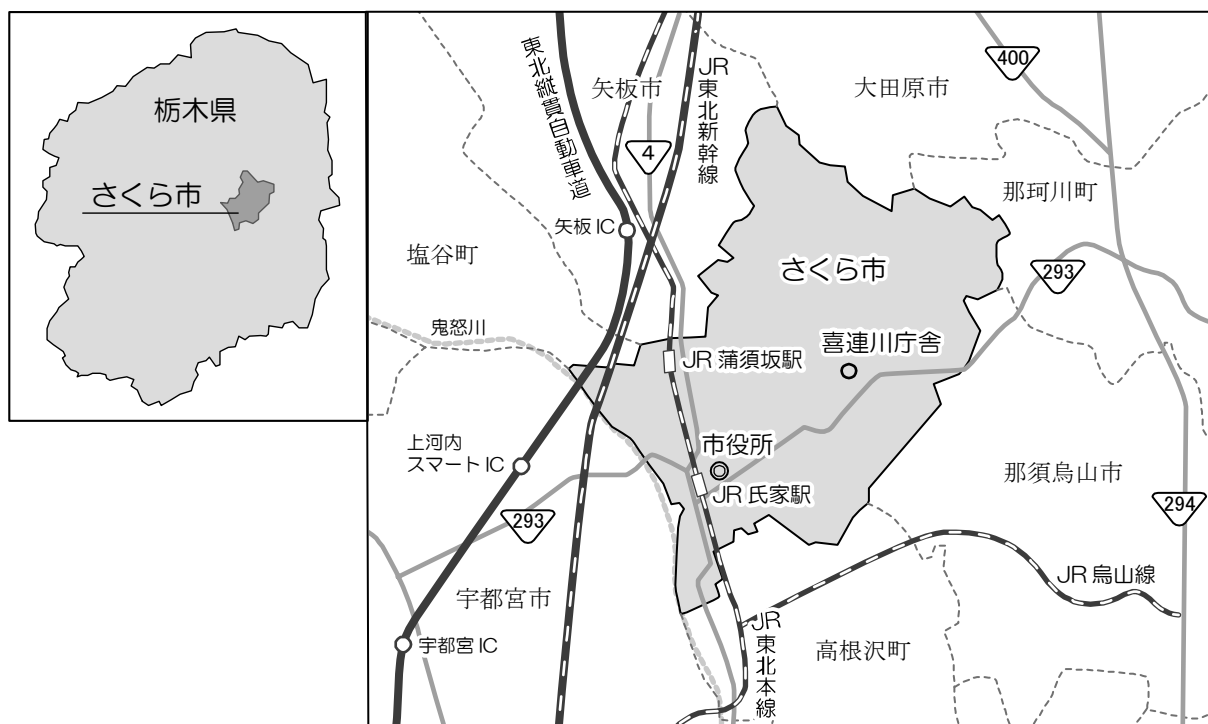 栃木県
さくら市
東北縦貫自動車道
矢板市
JR東北新幹線
大田原市
400
4
那珂川町
矢板IC
塩谷町
さくら市
293
鬼怒川
JR蒲須坂駅
喜連川庁舎
市役所
上河内
スマートIC
JR氏家駅
那須烏山市
293
294
JR烏山線
宇都宮市
宇都宮IC
JR東北本線
高根沢町